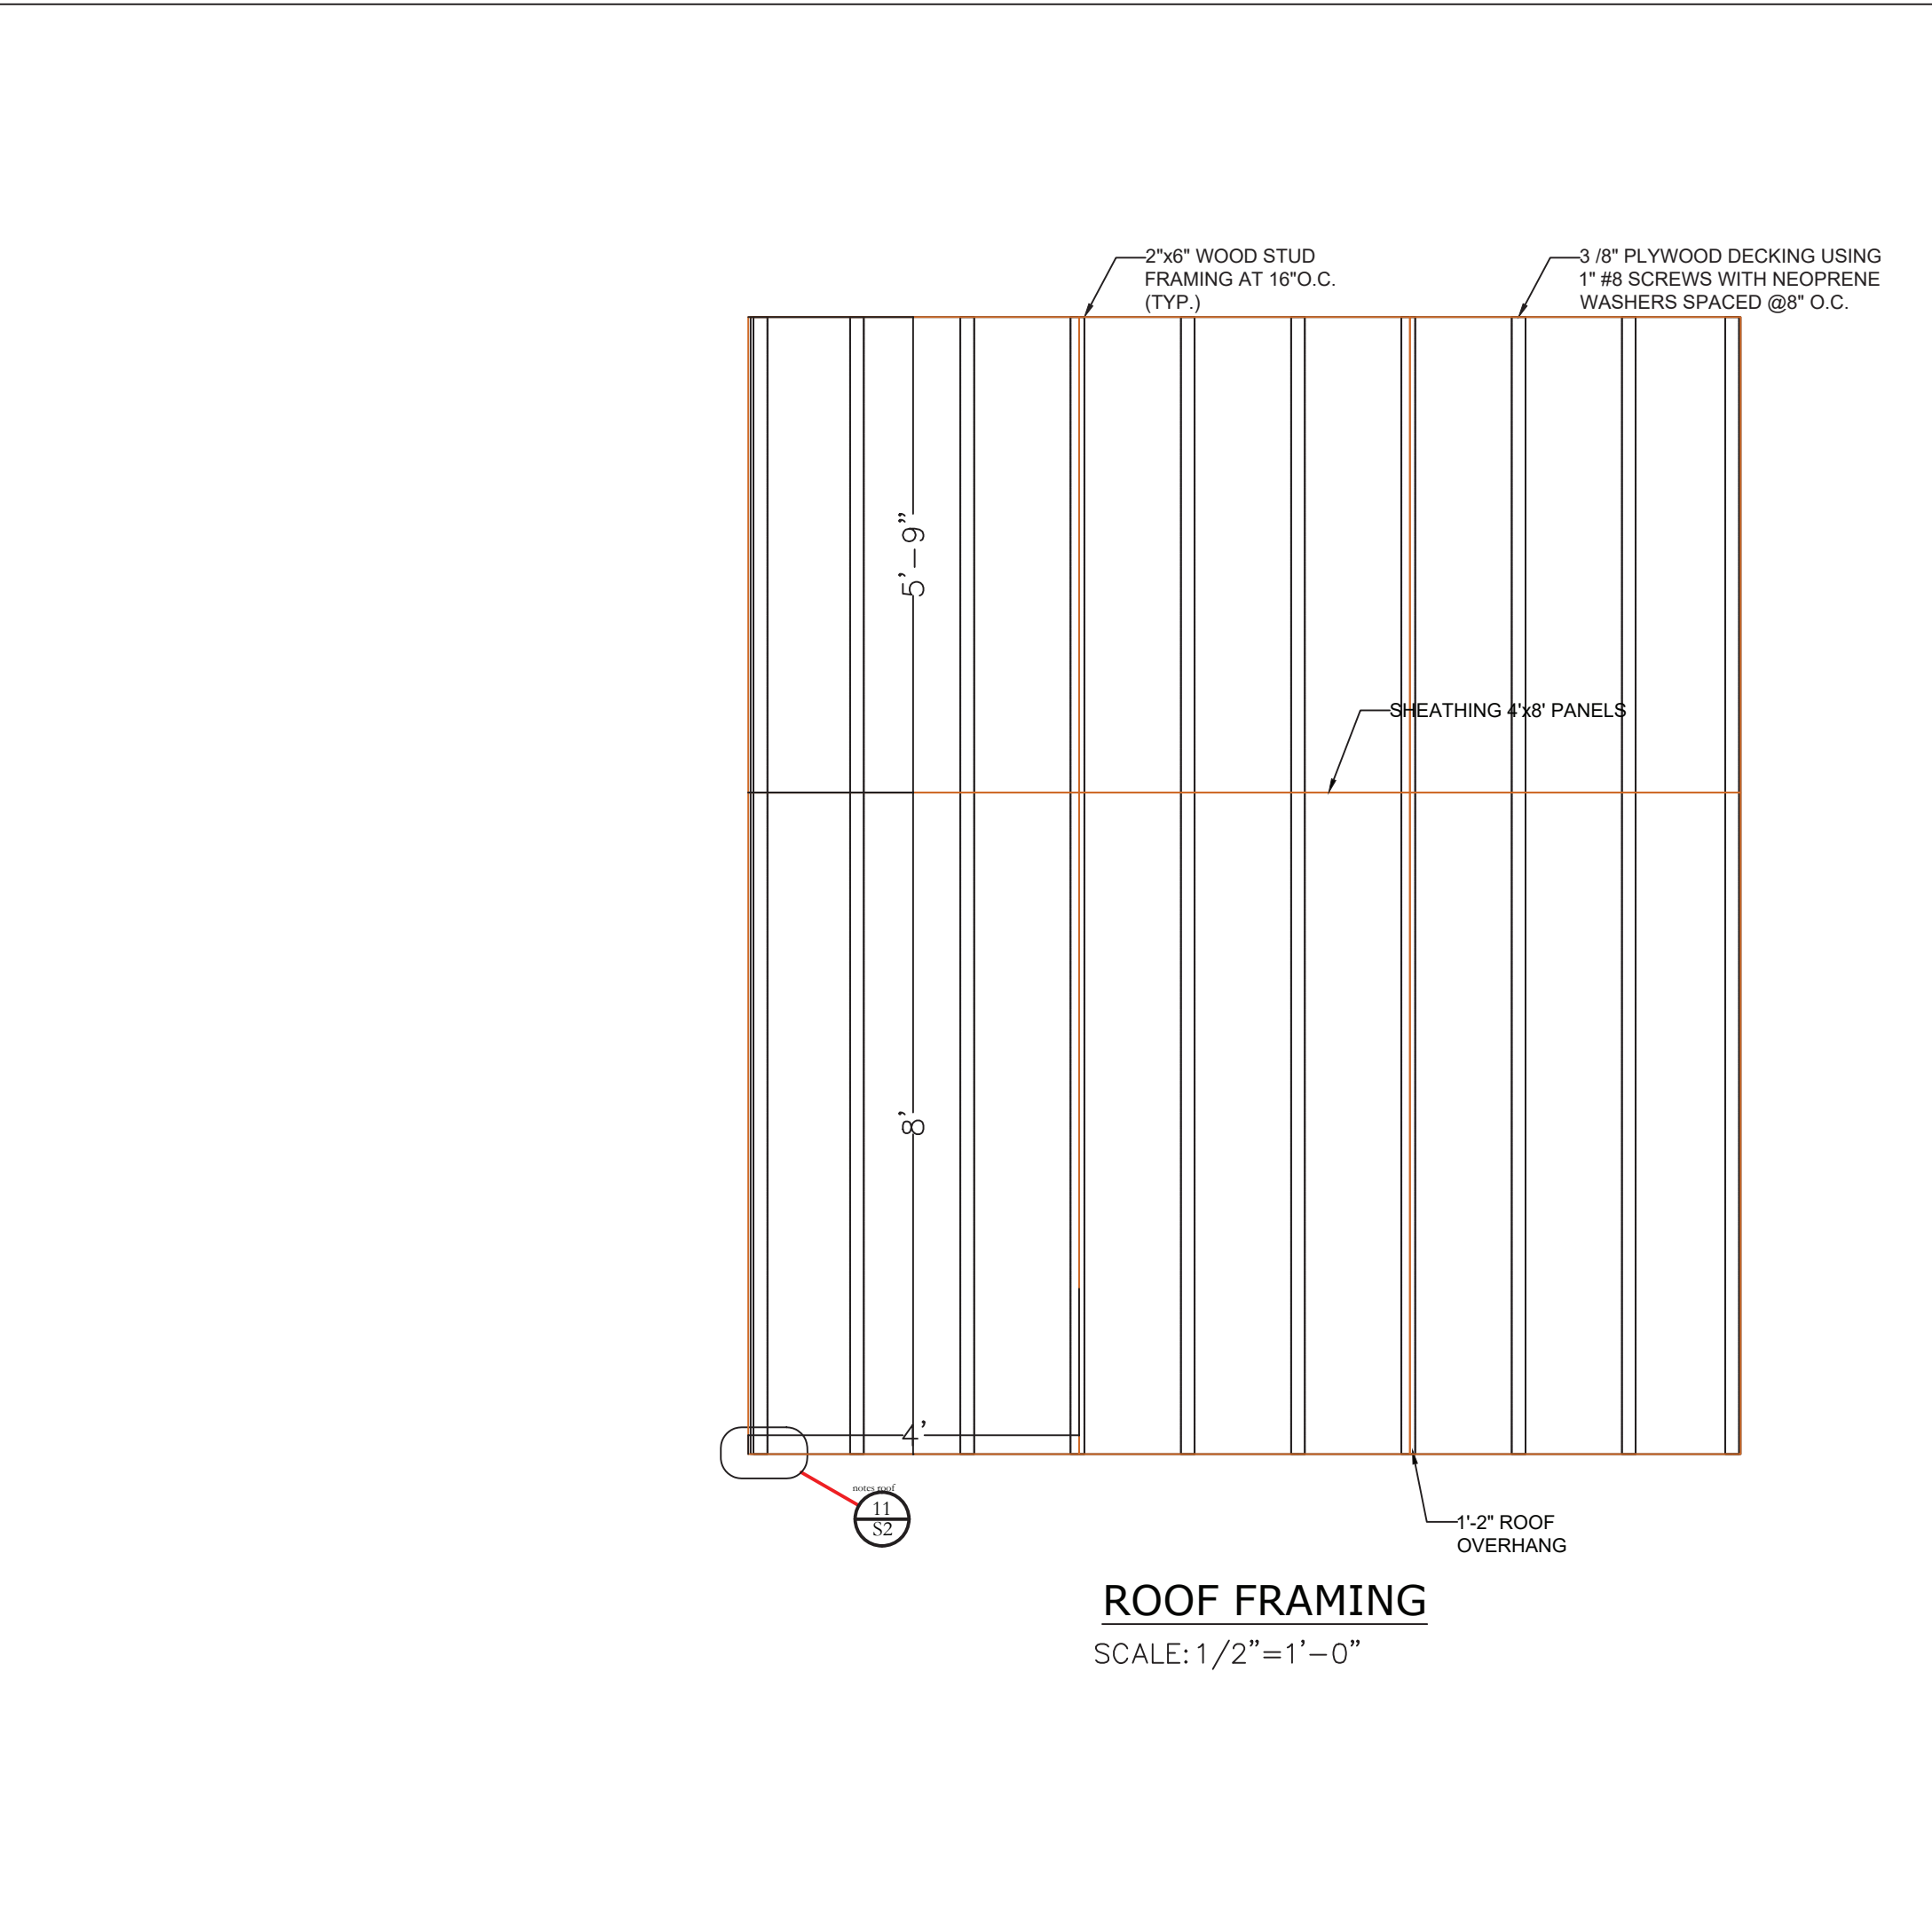 2"x6" WOOD STUD
FRAMING AT 16"O.C.
(TYP.)
3 /8" PLYWOOD DECKING USING
1" #8 SCREWS WITH NEOPRENE
WASHERS SPACED @8" O.C.
5'-9"
SHEATHING 4'x8' PANELS
8'
4'
notes roof
11
S2
1'-2" ROOF
OVERHANG
ROOF FRAMING
SCALE: 1/2"=1'-0"